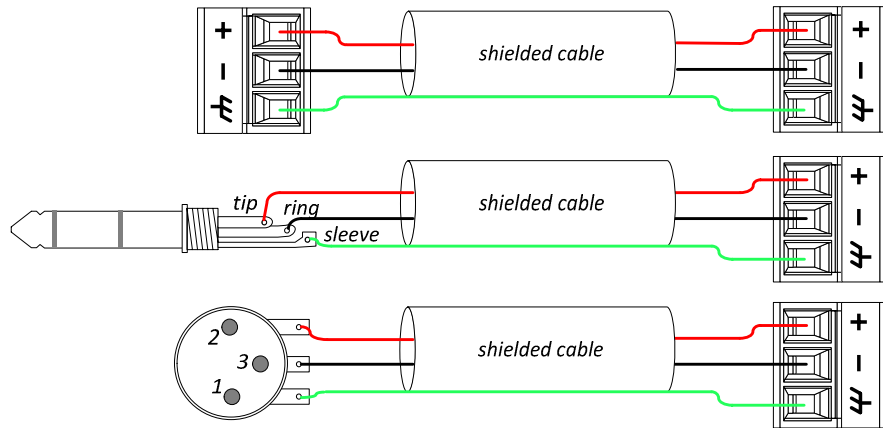 +
shielded cable
+
-
-
+
tip
ring
shielded cable
-
sleeve
2
+
3
shielded cable
-
1